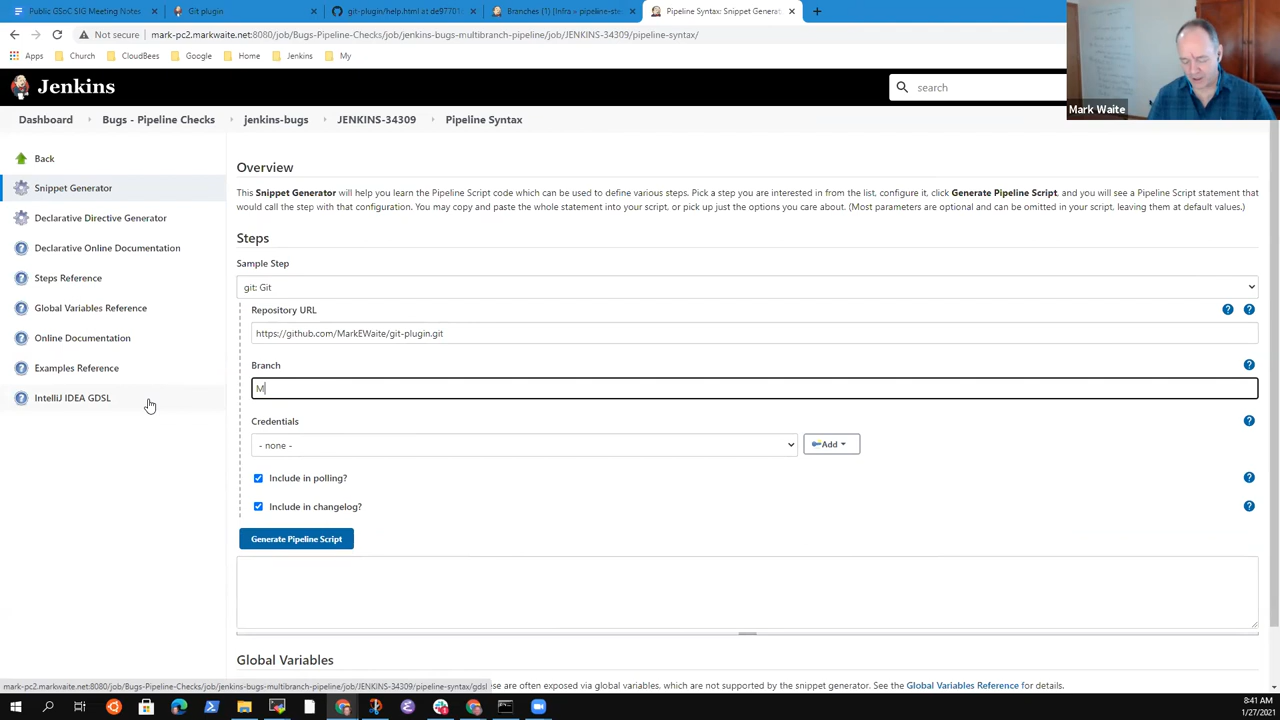 Public GSoC SIG Meeting Notes
Git plugin
git-plugin/help.html at de97701
Branches (1) [Infra » pipeline-ste
Pipeline Syntax: Snippet Generat
Not secure
mark-pc2.markwaite.net:8080/job/Bugs-Pipeline-Checks/job/jenkins-bugs-multibranch-pipeline/job/JENKINS-34309/pipeline-syntax/
Apps Church CloudBees Google Home Jenkins My
Mark Waite
Jenkins
search
Dashboard Bugs - Pipeline Checks jenkins-bugs JENKINS-34309 Pipeline Syntax
Back
Snippet Generator
Declarative Directive Generator
Declarative Online Documentation
Steps Reference
Global Variables Reference
Online Documentation
Examples Reference
IntelliJ IDEA GDSL
Overview
This Snippet Generator will help you learn the Pipeline Script code which can be used to define various steps. Pick a step you are interested in from the list, configure it, click Generate Pipeline Script, and you will see a Pipeline Script statement that
would call the step with that configuration. You may copy and paste the whole statement into your script, or pick up just the options you care about. (Most parameters are optional and can be omitted in your script, leaving them at default values.)
Steps
Sample Step
git: Git
Repository URL
https://github.com/MarkEWaite/git-plugin.git
Branch
M
Credentials
- none -
Add
Include in polling?
Include in changelog?
Generate Pipeline Script
Global Variables
mark-pc2.markwaite.net:8080/job/Bugs-Pipeline-Checks/job/jenkins-bugs-multibranch-pipeline/job/JENKINS-34309/pipeline-syntax/gdsl
se are often exposed via global variables, which are not supported by the snippet generator. See the Global Variables Reference for details.
8:41 AM
1/27/2021